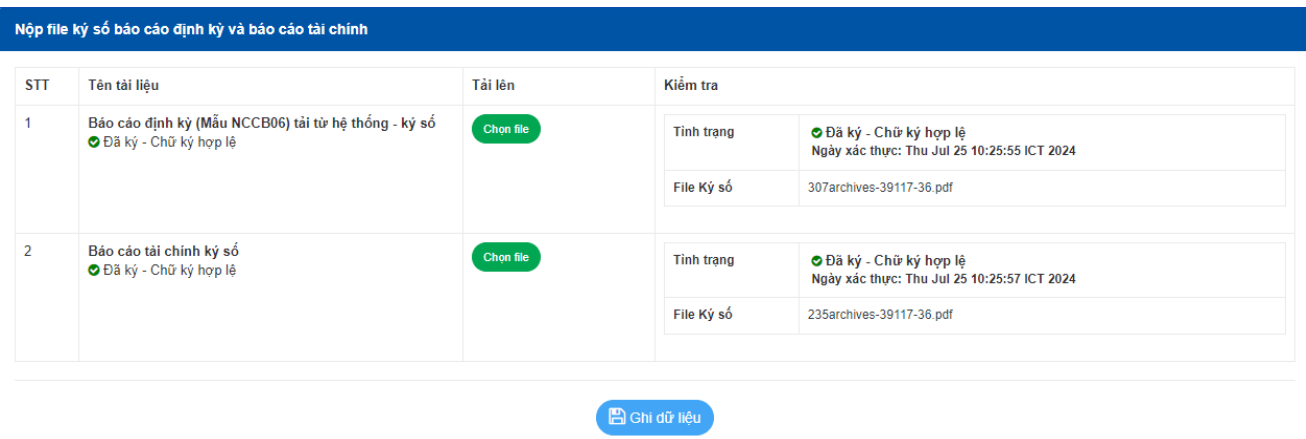 Nộp file ký số báo cáo định kỳ và báo cáo tài chính
STT Tên tài liệu Tải lên Kiểm tra
1 Báo cáo định kỳ (Mẫu NCCB06) tải từ hệ thống - ký số
Đã ký - Chữ ký hợp lệ
Chọn file
Tình trạng Đã ký - Chữ ký hợp lệ
Ngày xác thực: Thu Jul 25 10:25:55 ICT 2024
File Ký số 307archives-39117-36.pdf
2 Báo cáo tài chính ký số
Đã ký - Chữ ký hợp lệ
Chọn file
Tình trạng Đã ký - Chữ ký hợp lệ
Ngày xác thực: Thu Jul 25 10:25:57 ICT 2024
File Ký số 235archives-39117-36.pdf
Ghi dữ liệu